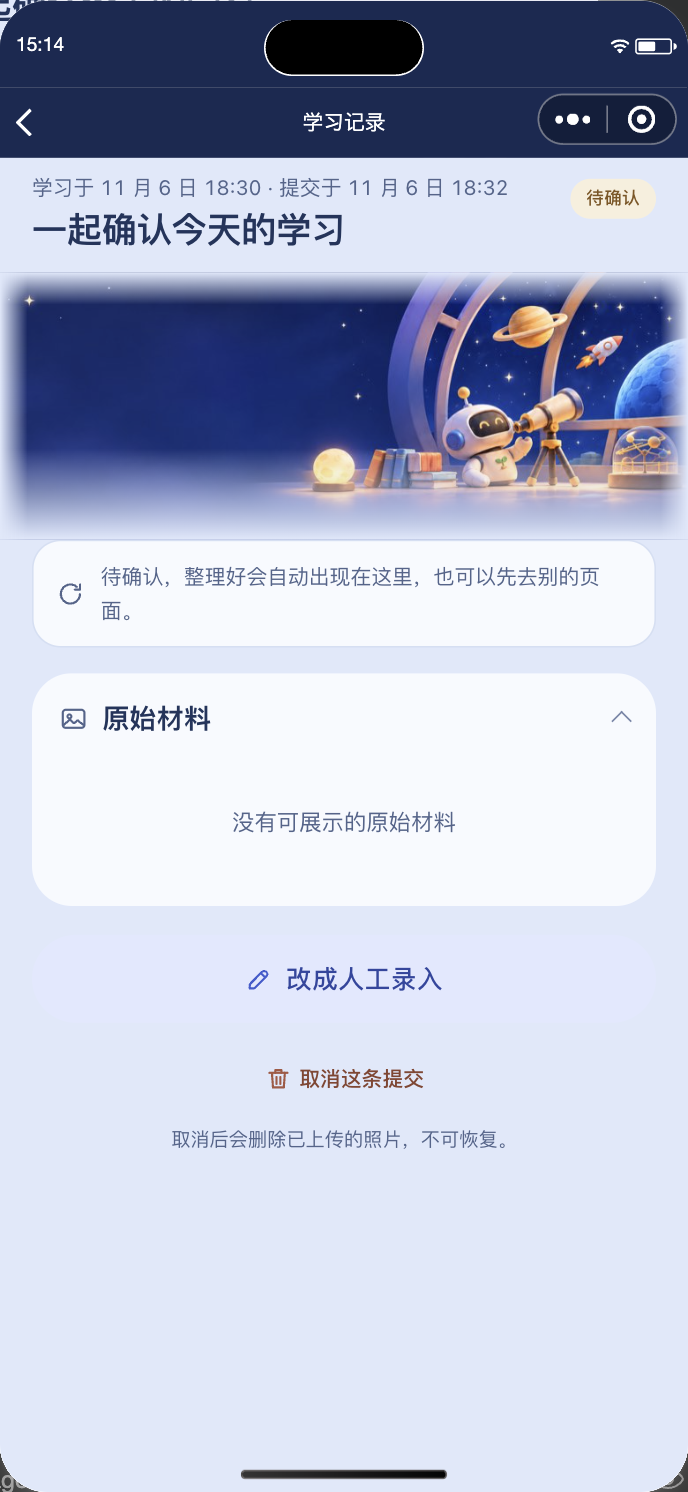 15:14
学习记录
学习于 11 月 6 日 18:30 · 提交于 11 月 6 日 18:32
待确认
一起确认今天的学习
待确认，整理好会自动出现在这里，也可以先去别的页
面。
原始材料
没有可展示的原始材料
改成人工录入
取消这条提交
取消后会删除已上传的照片，不可恢复。